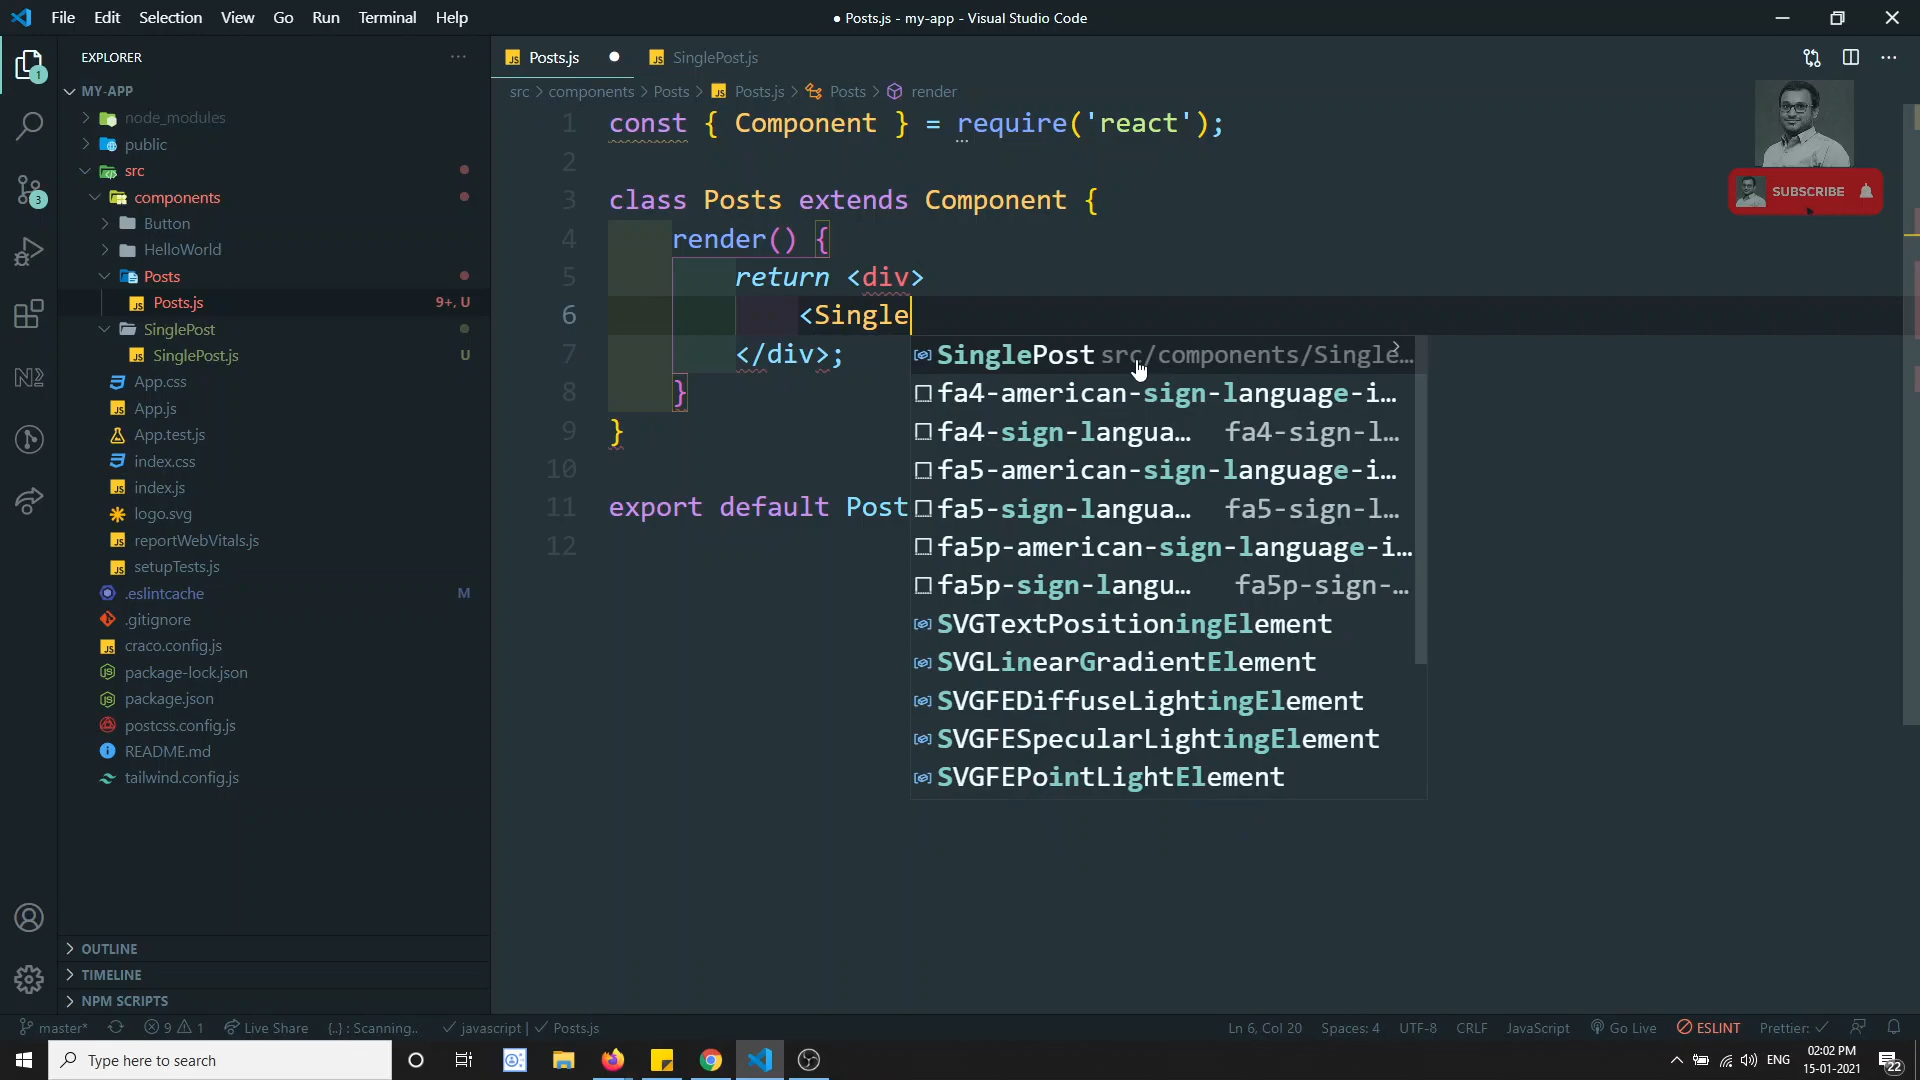 File Edit Selection View Go Run Terminal Help
● Posts.js - my-app - Visual Studio Code
EXPLORER
MY-APP
node_modules
public
src
components
Button
HelloWorld
Posts
Posts.js 9+, U
SinglePost
SinglePost.js U
App.css
App.js
App.test.js
index.css
index.js
logo.svg
reportWebVitals.js
setupTests.js
.eslintcache M
.gitignore
craco.config.js
package-lock.json
package.json
postcss.config.js
README.md
tailwind.config.js
OUTLINE
TIMELINE
NPM SCRIPTS
1
3
Posts.js ● SinglePost.js
src > components > Posts > Posts.js > Posts > render
1 const { Component } = require('react');
2
3 class Posts extends Component {
4 render() {
5 return <div>
6 <Single
7 </div>;
8 }
9 }
10
11 export default Post
12
SinglePost src/components/Single…
fa4-american-sign-language-i…
fa4-sign-langua… fa4-sign-l…
fa5-american-sign-language-i…
fa5-sign-langua… fa5-sign-l…
fa5p-american-sign-language-i…
fa5p-sign-langu… fa5p-sign-…
SVGTextPositioningElement
SVGLinearGradientElement
SVGFEDiffuseLightingElement
SVGFESpecularLightingElement
SVGFEPointLightElement
SUBSCRIBE
master* 9 1 Live Share {..} : Scanning.. javascript | Posts.js
Ln 6, Col 20 Spaces: 4 UTF-8 CRLF JavaScript Go Live ESLINT Prettier:
Type here to search
ENG
02:02 PM
15-01-2021
22